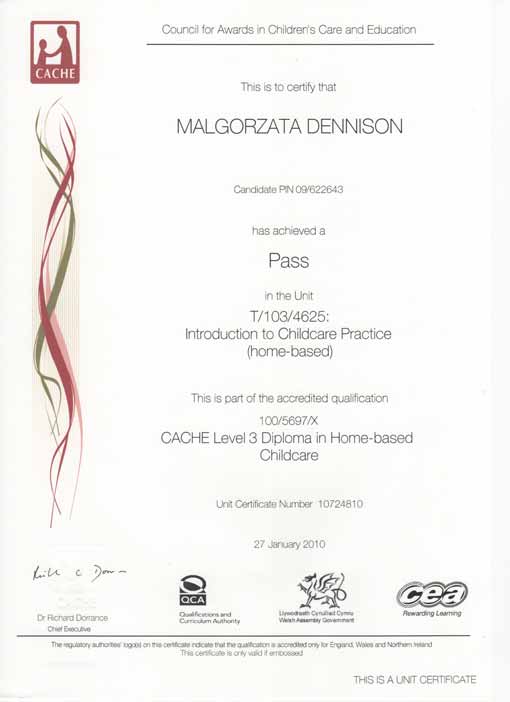 CACHE
Council for Awards in Children's Care and Education
This is to certify that
MALGORZATA DENNISON
Candidate PIN 09/622643
has achieved a
Pass
in the Unit
T/103/4625:
Introduction to Childcare Practice
(home-based)
This is part of the accredited qualification
100/5697/X
CACHE Level 3 Diploma in Home-based
Childcare
Unit Certificate Number 10724810
27 January 2010
Dr Richard Dorrance
Chief Executive
QCA
Qualifications and
Curriculum Authority
Llywodraeth Cynulliad Cymru
Welsh Assembly Government
cea
Rewarding Learning
The regulatory authorities' logo(s) on this certificate indicate that the qualification is accredited only for England, Wales and Northern Ireland
This certificate is only valid if embossed
THIS IS A UNIT CERTIFICATE